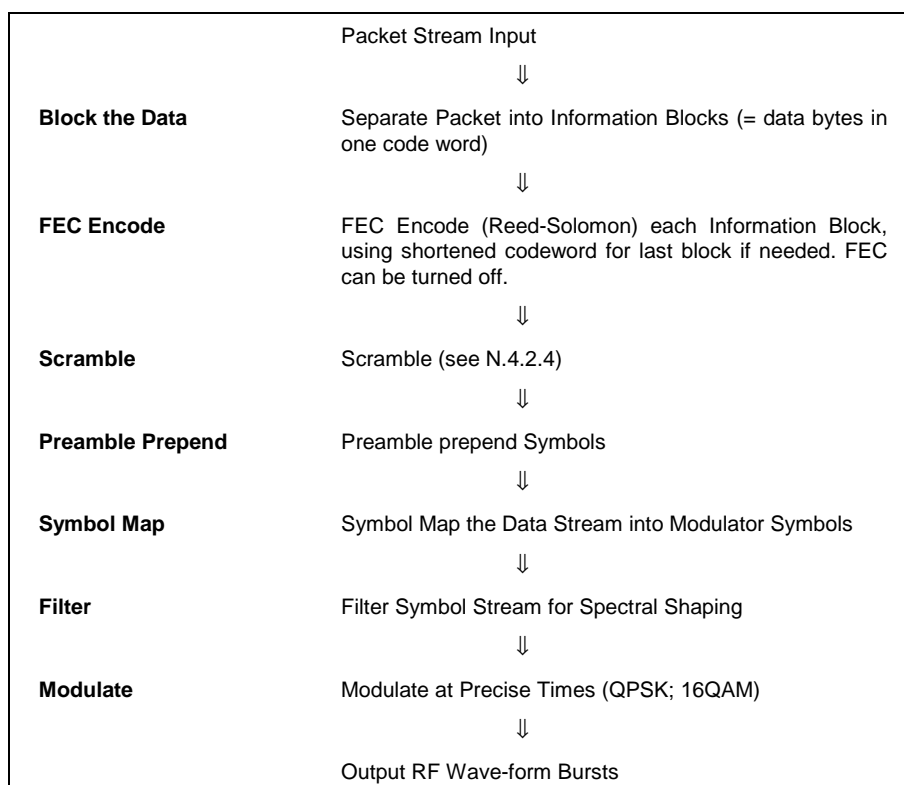 Packet Stream Input
⇓
Block the Data Separate Packet into Information Blocks (= data bytes in
one code word)
⇓
FEC Encode FEC Encode (Reed-Solomon) each Information Block,
using shortened codeword for last block if needed. FEC
can be turned off.
⇓
Scramble Scramble (see N.4.2.4)
⇓
Preamble Prepend Preamble prepend Symbols
⇓
Symbol Map Symbol Map the Data Stream into Modulator Symbols
⇓
Filter Filter Symbol Stream for Spectral Shaping
⇓
Modulate Modulate at Precise Times (QPSK; 16QAM)
⇓
Output RF Wave-form Bursts